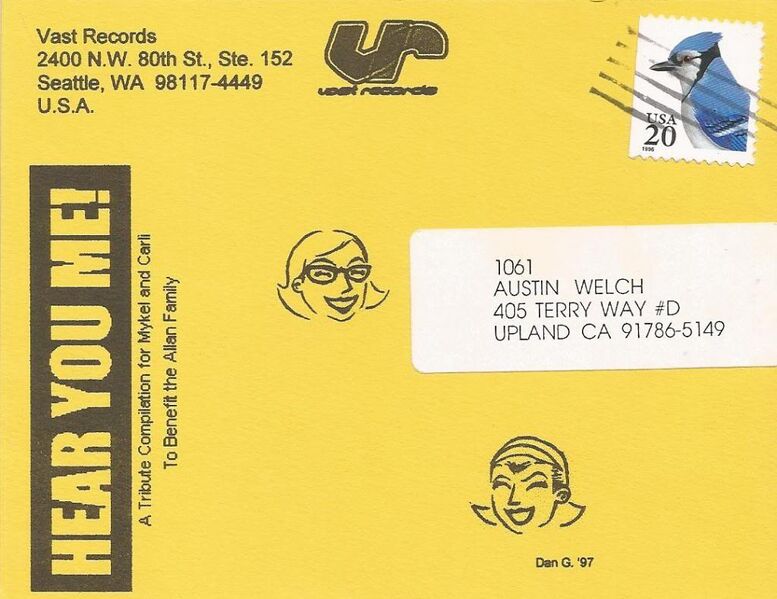 Vast Records
2400 N.W. 80th St., Ste. 152
Seattle, WA 98117-4449
U.S.A.
vast records
USA
20
1996
HEAR YOU ME!
A Tribute Compilation for Mykel and Carli
To Benefit the Allan Family
1061
AUSTIN WELCH
405 TERRY WAY #D
UPLAND CA 91786-5149
Dan G. '97